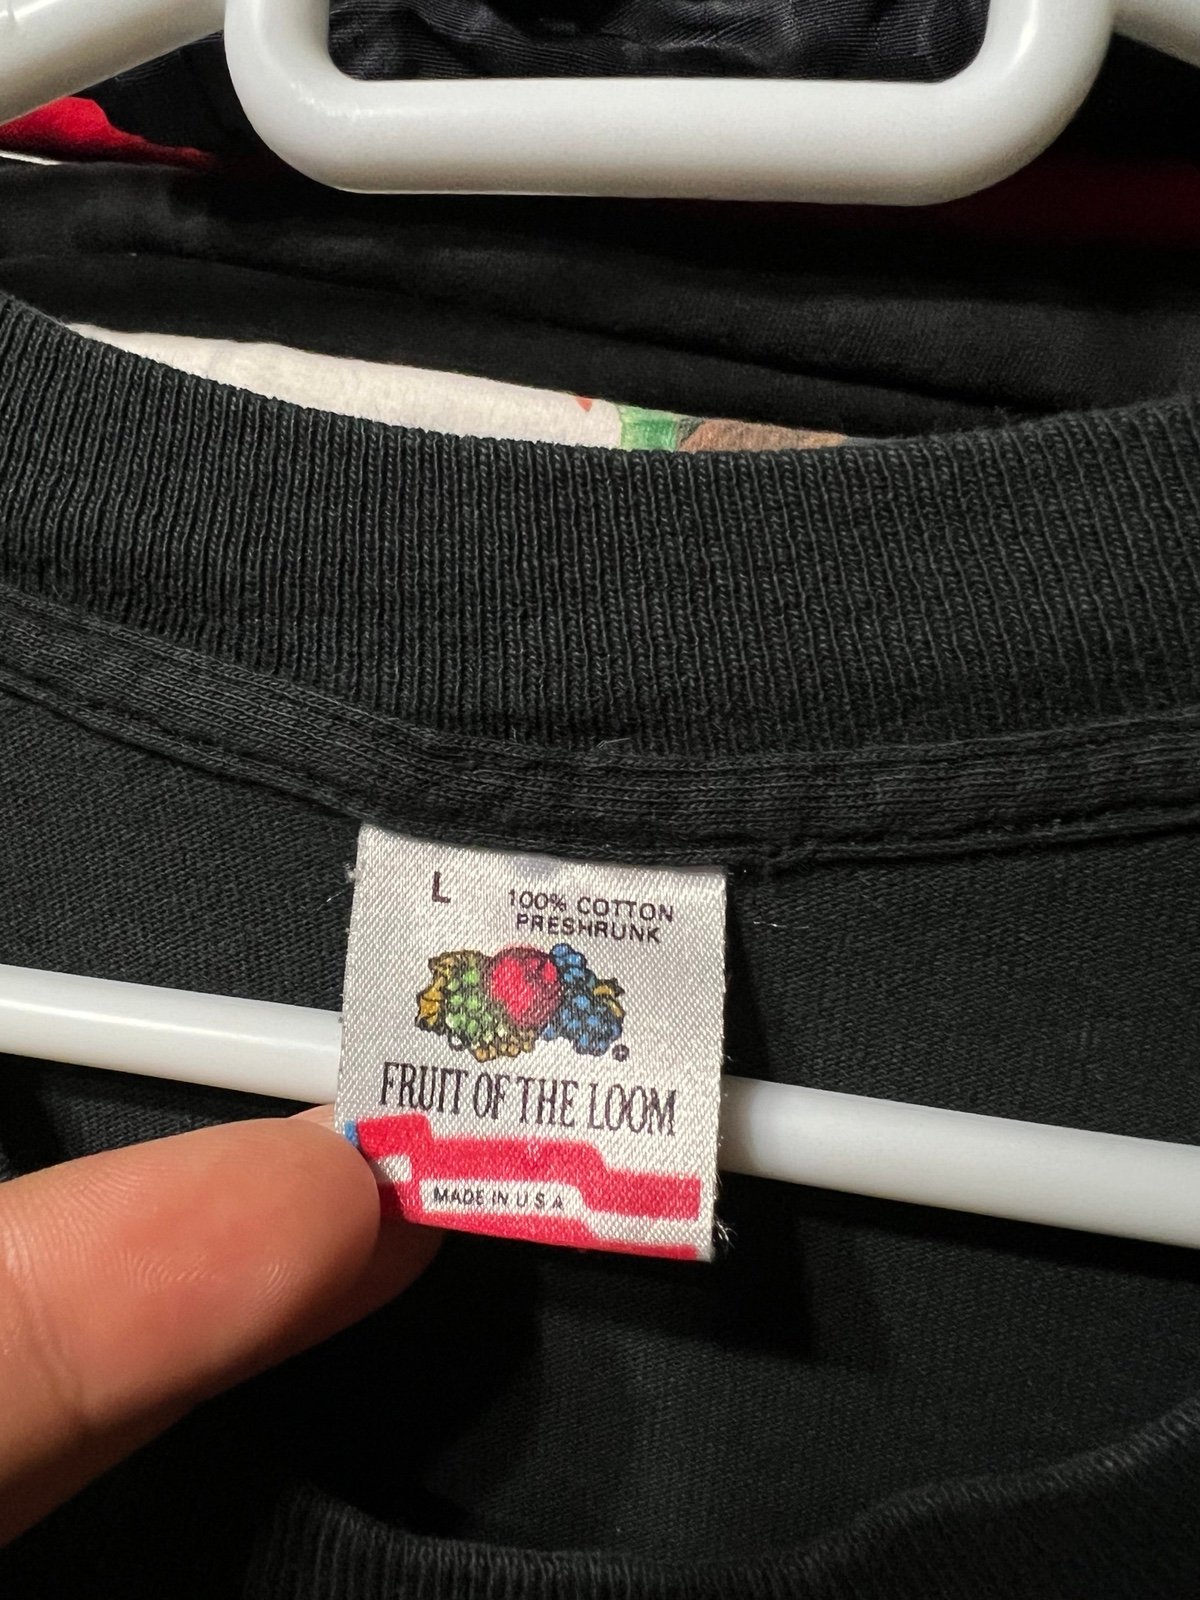 L
100% COTTON
PRESHRUNK
FRUIT OF THE LOOM
MADE IN U S A